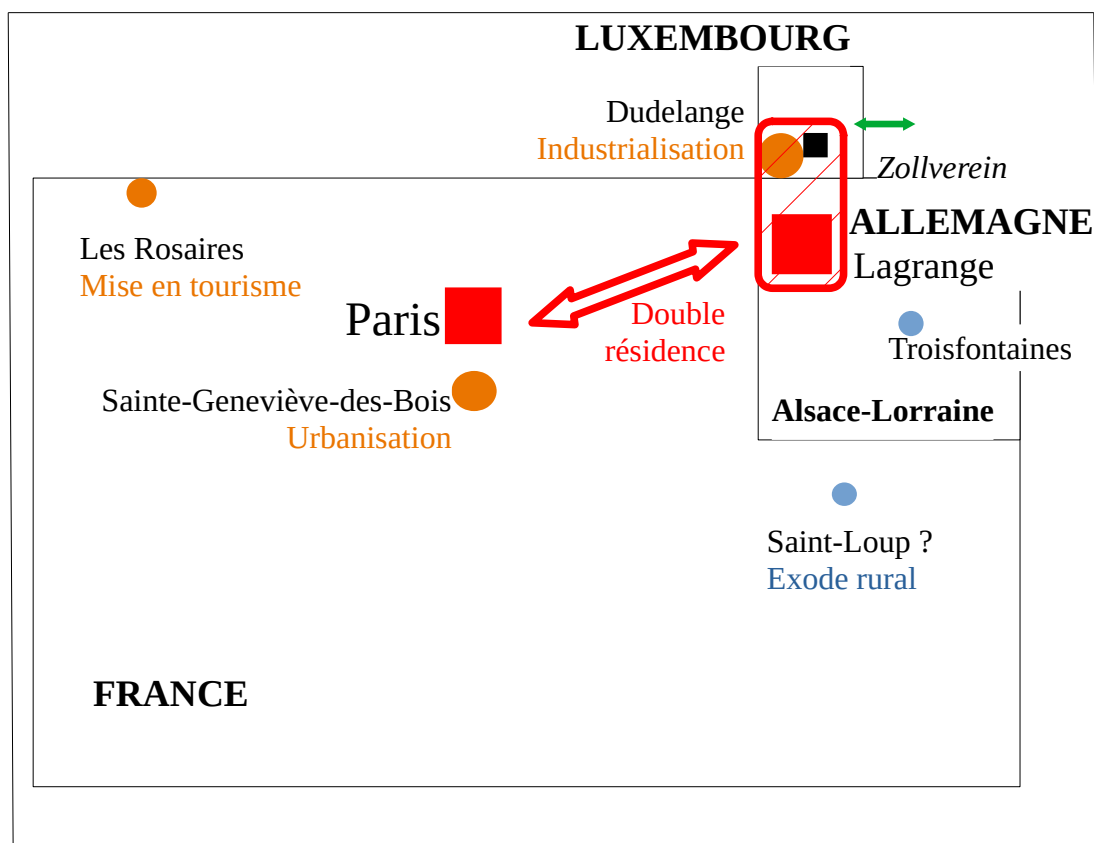 LUXEMBOURG
Dudelange
Industrialisation
Zollverein
ALLEMAGNE
Lagrange
Les Rosaires
Mise en tourisme
Paris
Double
résidence
Troisfontaines
Sainte-Geneviève-des-Bois
Urbanisation
Alsace-Lorraine
Saint-Loup ?
Exode rural
FRANCE